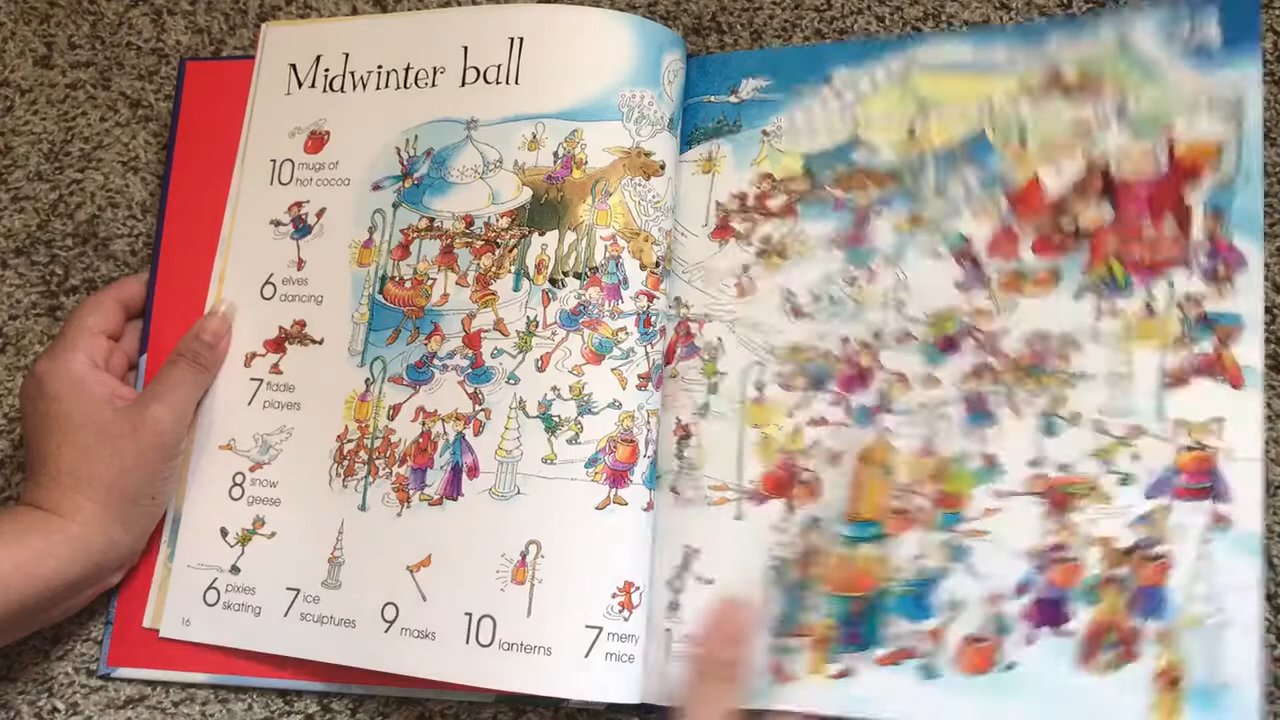 Midwinter ball
10 mugs of
hot cocoa
6 elves
dancing
7 fiddle
players
8 snow
geese
6 pixies
skating
7 ice
sculptures
9 masks
10 lanterns
7 merry
mice
16